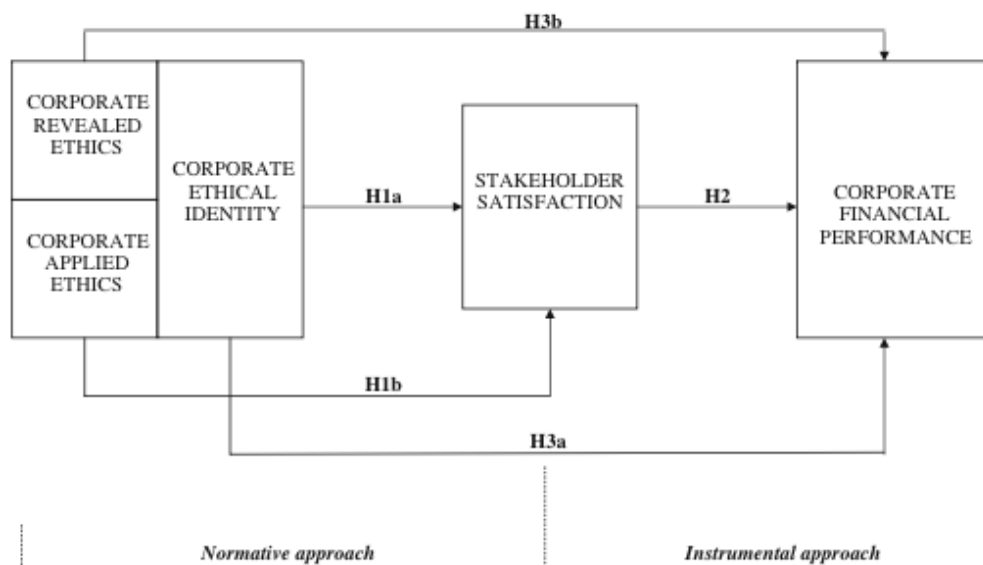 H3b
CORPORATE
REVEALED
ETHICS
CORPORATE
APPLIED
ETHICS
CORPORATE
ETHICAL
IDENTITY
H1a
STAKEHOLDER
SATISFACTION
H2
CORPORATE
FINANCIAL
PERFORMANCE
H1b
H3a
Normative approach
Instrumental approach